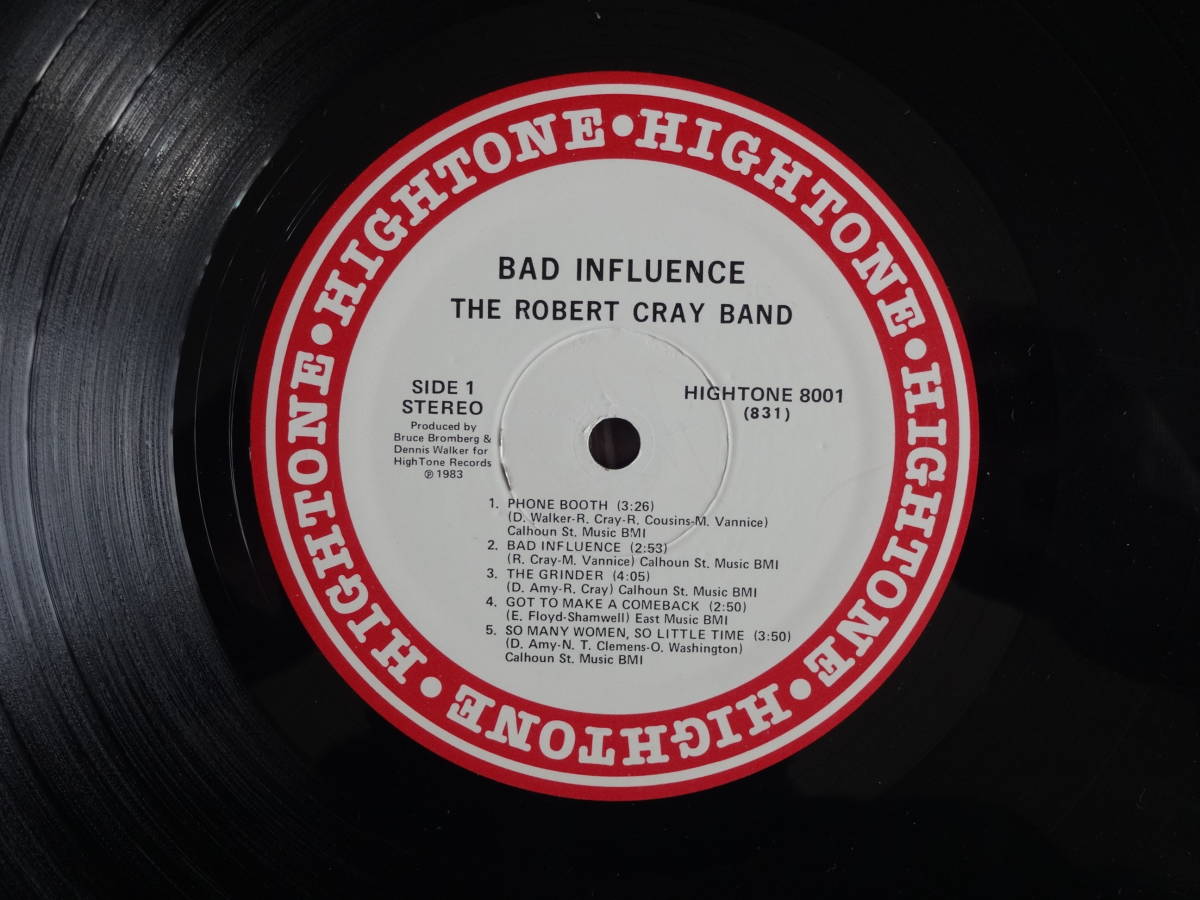 HIGHTONE • HIGHTONE • HIGHTONE • HIGHTONE • HIGHTONE • HIGHTONE • HIGHTONE •
BAD INFLUENCE
THE ROBERT CRAY BAND
SIDE 1
STEREO
Produced by
Bruce Bromberg &
Dennis Walker for
HighTone Records
℗ 1983
HIGHTONE 8001
(831)
1. PHONE BOOTH (3:26)
(D. Walker-R. Cray-R. Cousins-M. Vannice)
Calhoun St. Music BMI
2. BAD INFLUENCE (2:53)
(R. Cray-M. Vannice) Calhoun St. Music BMI
3. THE GRINDER (4:05)
(D. Amy-R. Cray) Calhoun St. Music BMI
4. GOT TO MAKE A COMEBACK (2:50)
(E. Floyd-Shamwell) East Music BMI
5. SO MANY WOMEN, SO LITTLE TIME (3:50)
(D. Amy-N. T. Clemens-O. Washington)
Calhoun St. Music BMI